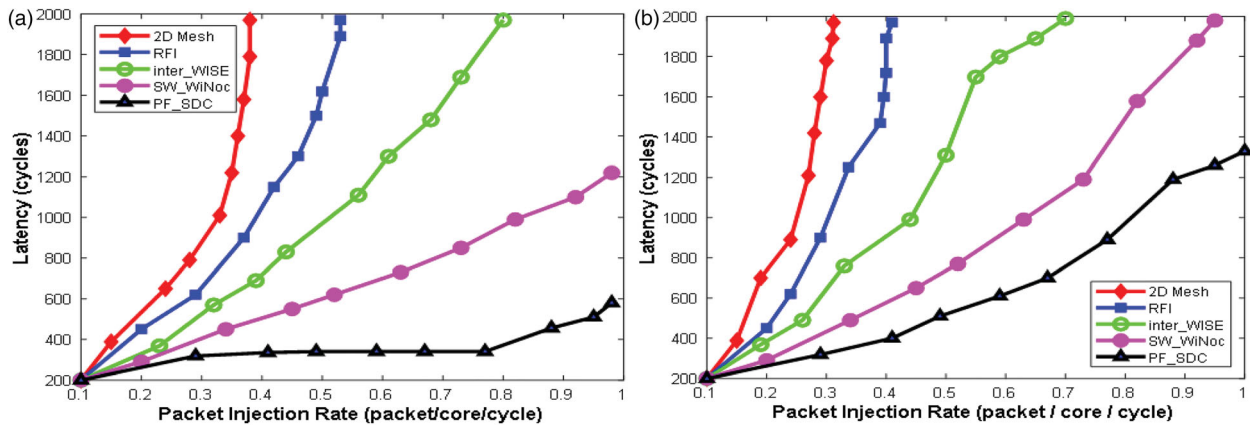 (a)
2000
1800
1600
1400
1200
1000
800
600
400
200
Latency (cycles)
2D Mesh
RFI
inter_WISE
SW_WiNoc
PF_SDC
0.1 0.2 0.3 0.4 0.5 0.6 0.7 0.8 0.9 1
Packet Injection Rate (packet/core/cycle)
(b)
2000
1800
1600
1400
1200
1000
800
600
400
200
Latency (cycles)
2D Mesh
RFI
inter_WISE
SW_WiNoc
PF_SDC
0.1 0.2 0.3 0.4 0.5 0.6 0.7 0.8 0.9 1
Packet Injection Rate (packet / core / cycle)